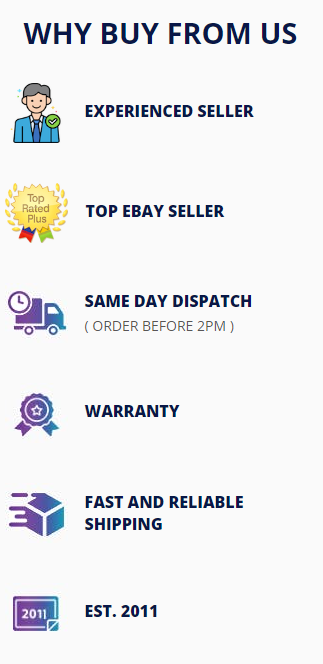 WHY BUY FROM US
EXPERIENCED SELLER
Top
Rated
Plus
TOP EBAY SELLER
SAME DAY DISPATCH
( ORDER BEFORE 2PM )
WARRANTY
FAST AND RELIABLE
SHIPPING
2011
EST. 2011